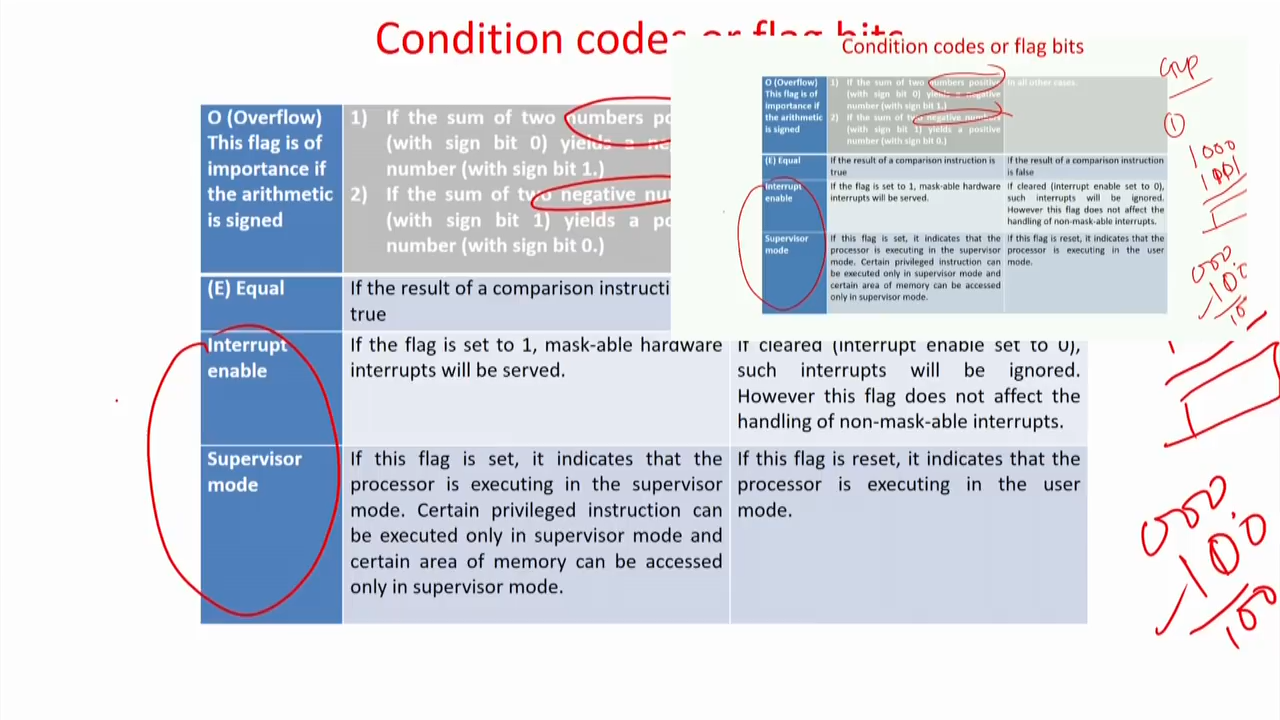 Condition codes or flag bits
O (Overflow)
This flag is of
importance if
the arithmetic
is signed
1) If the sum of two numbers po
(with sign bit 0) yields a ne
number (with sign bit 1.)
2) If the sum of two negative nu
(with sign bit 1) yields a po
number (with sign bit 0.)
(E) Equal
If the result of a comparison instructi
true
Interrupt
enable
If the flag is set to 1, mask-able hardware
interrupts will be served.
If cleared (interrupt enable set to 0),
such interrupts will be ignored.
However this flag does not affect the
handling of non-mask-able interrupts.
Supervisor
mode
If this flag is set, it indicates that the
processor is executing in the supervisor
mode. Certain privileged instruction can
be executed only in supervisor mode and
certain area of memory can be accessed
only in supervisor mode.
If this flag is reset, it indicates that the
processor is executing in the user
mode.
000
100
100
Condition codes or flag bits
O (Overflow)
This flag is of
importance if
the arithmetic
is signed
1) If the sum of two numbers positive
(with sign bit 0) yields a negative
number (with sign bit 1.)
2) If the sum of two negative numbers
(with sign bit 1) yields a positive
number (with sign bit 0.)
In all other cases.
(E) Equal
If the result of a comparison instruction is
true
If the result of a comparison instruction
is false
Interrupt
enable
If the flag is set to 1, mask-able hardware
interrupts will be served.
If cleared (interrupt enable set to 0),
such interrupts will be ignored.
However this flag does not affect the
handling of non-mask-able interrupts.
Supervisor
mode
If this flag is set, it indicates that the
processor is executing in the supervisor
mode. Certain privileged instruction can
be executed only in supervisor mode and
certain area of memory can be accessed
only in supervisor mode.
If this flag is reset, it indicates that the
processor is executing in the user
mode.
1
1000
1001
000
100
100